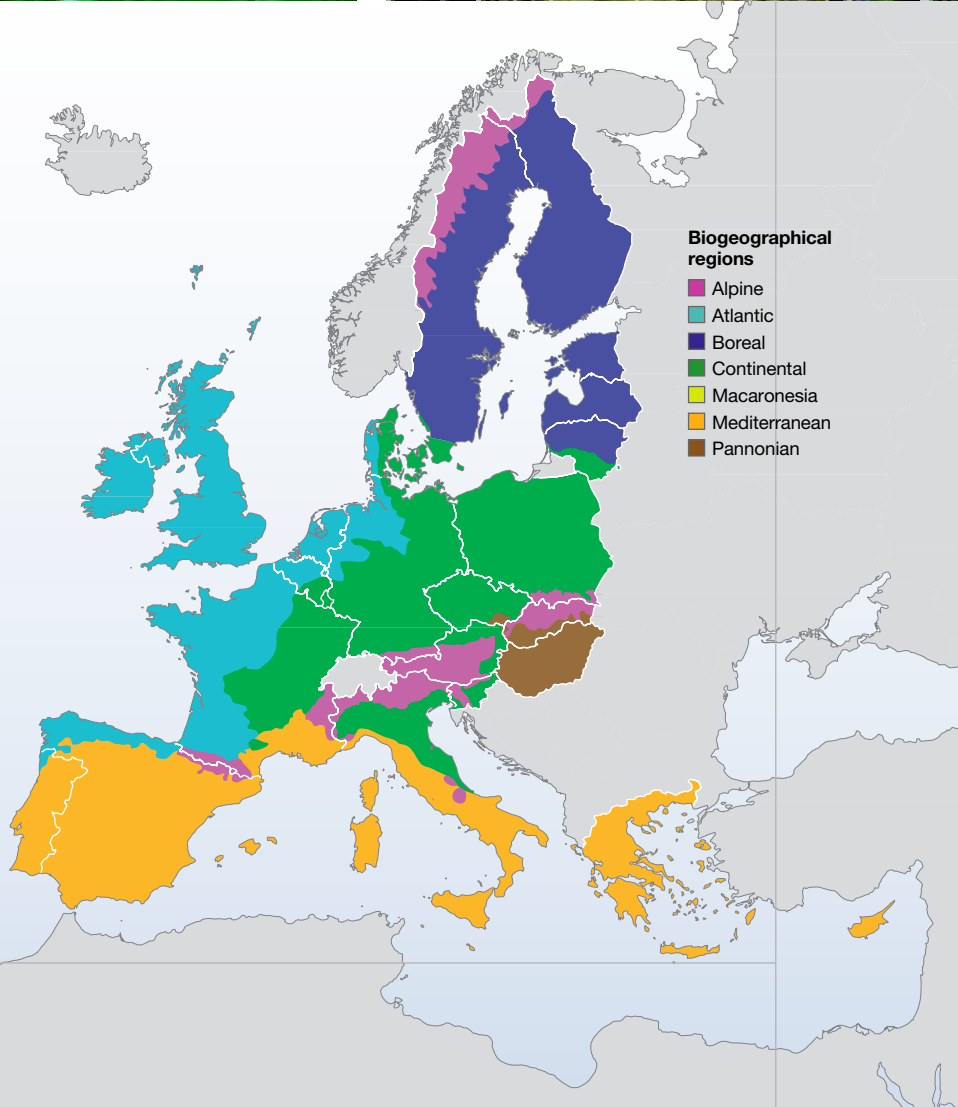 Biogeographical
regions
Alpine
Atlantic
Boreal
Continental
Macaronesia
Mediterranean
Pannonian